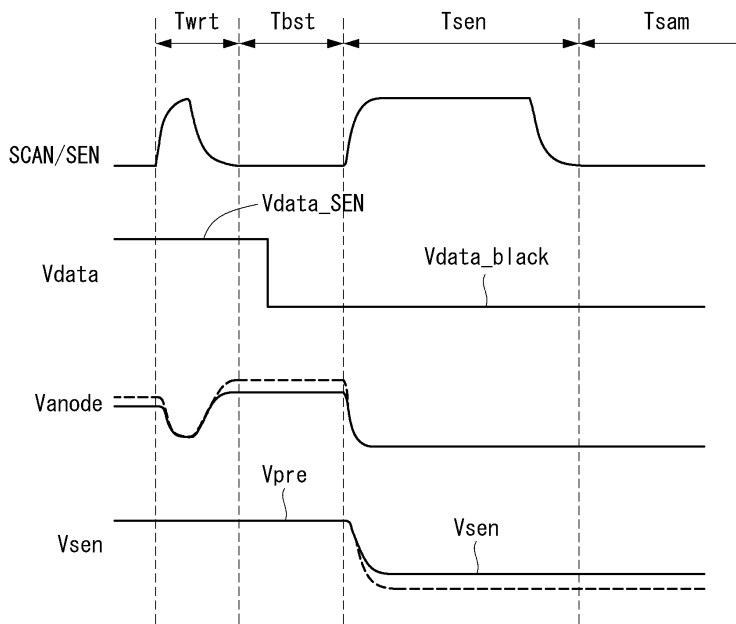 Twrt Tbst Tsen Tsam
SCAN/SEN
Vdata_SEN
Vdata
Vdata_black
Vanode
Vpre
Vsen
Vsen